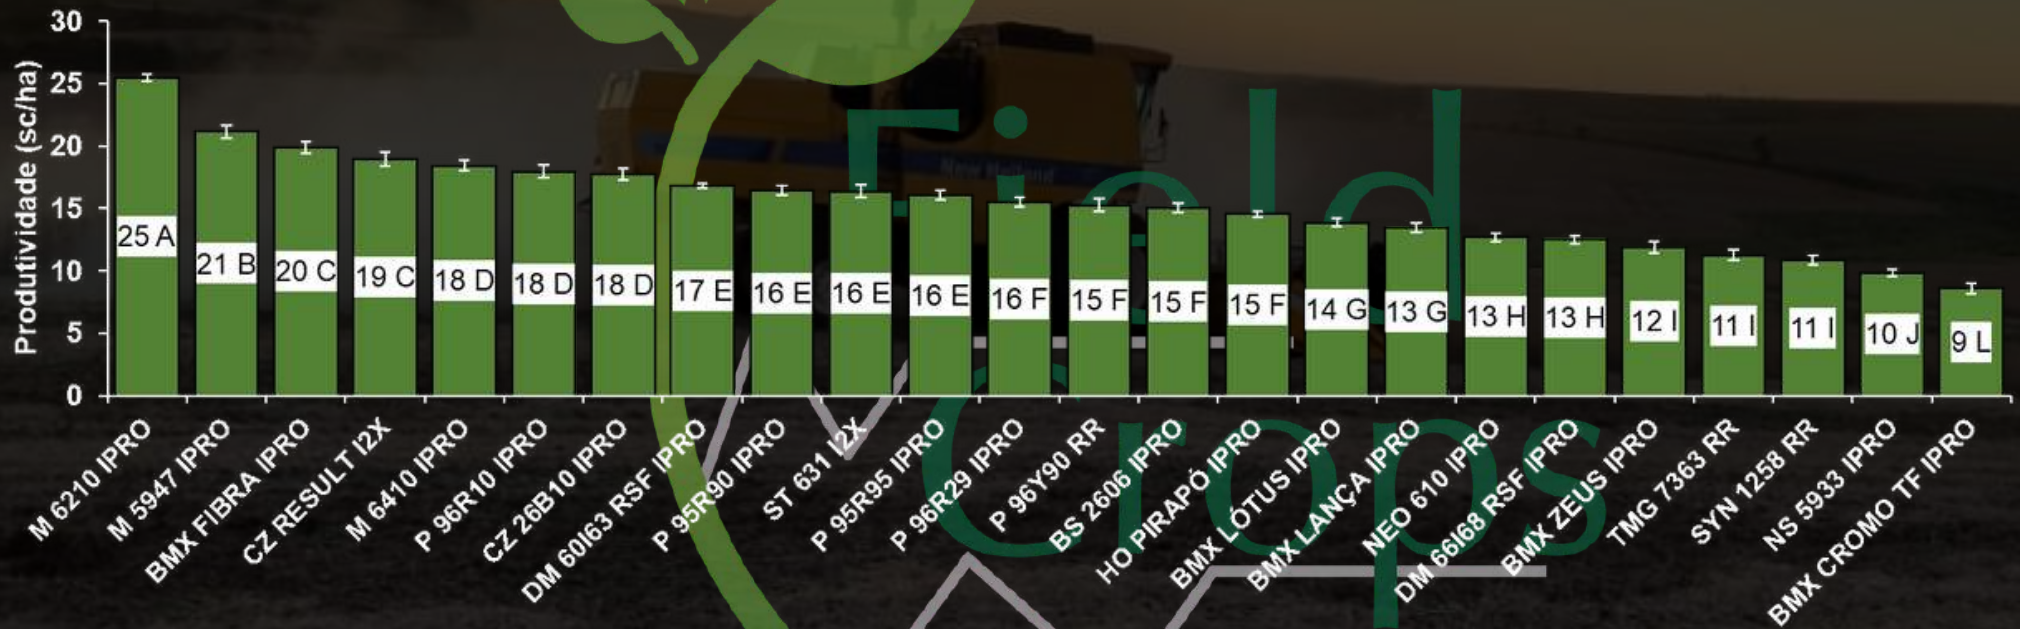 Produtividade (sc/ha)
30
25
20
15
10
5
0
25 A
21 B
20 C
19 C
18 D
18 D
18 D
17 E
16 E
16 E
16 E
16 F
15 F
15 F
15 F
14 G
13 G
13 H
13 H
12 I
11 I
11 I
10 J
9 L
M 6210 IPRO
M 5947 IPRO
BMX FIBRA IPRO
CZ RESULT I2X
M 6410 IPRO
P 96R10 IPRO
CZ 26B10 IPRO
DM 60I63 RSF IPRO
P 95R90 IPRO
ST 631 I2X
P 95R95 IPRO
P 96R29 IPRO
P 96Y90 RR
BS 2606 IPRO
HO PIRAPÓ IPRO
BMX LÓTUS IPRO
BMX LANÇA IPRO
NEO 610 IPRO
DM 66I68 RSF IPRO
BMX ZEUS IPRO
TMG 7363 RR
SYN 1258 RR
NS 5933 IPRO
BMX CROMO TF IPRO
Field
Crops
New Holland